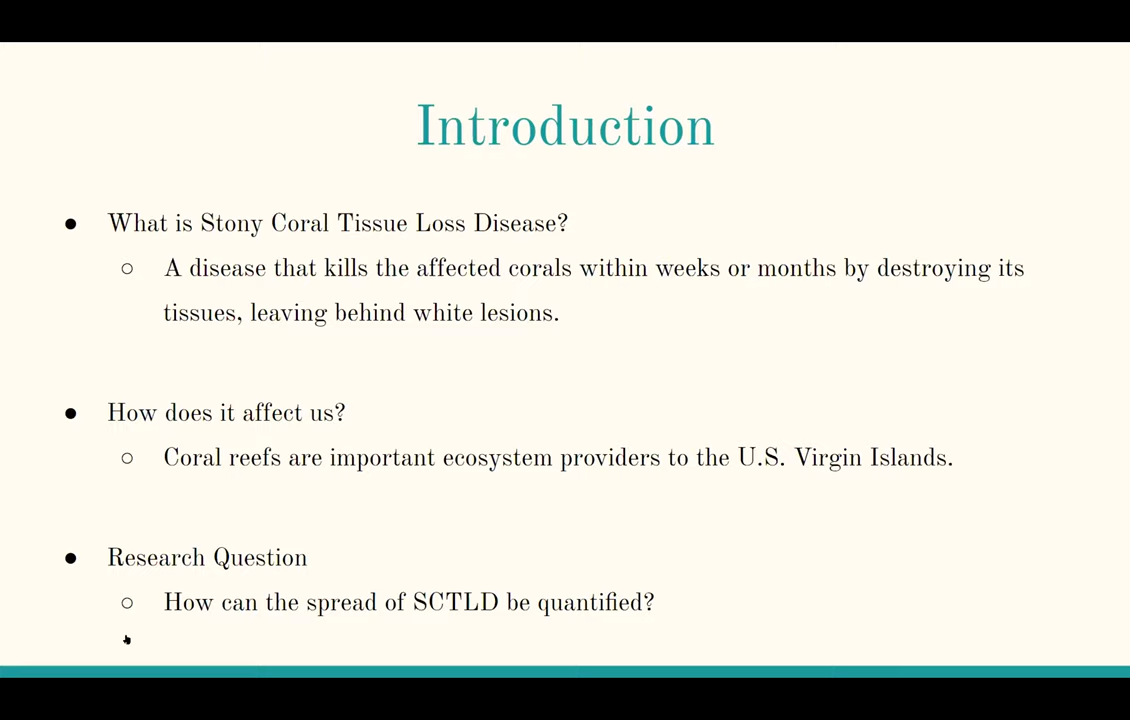 Introduction
● What is Stony Coral Tissue Loss Disease?
○ A disease that kills the affected corals within weeks or months by destroying its
tissues, leaving behind white lesions.
● How does it affect us?
○ Coral reefs are important ecosystem providers to the U.S. Virgin Islands.
● Research Question
○ How can the spread of SCTLD be quantified?